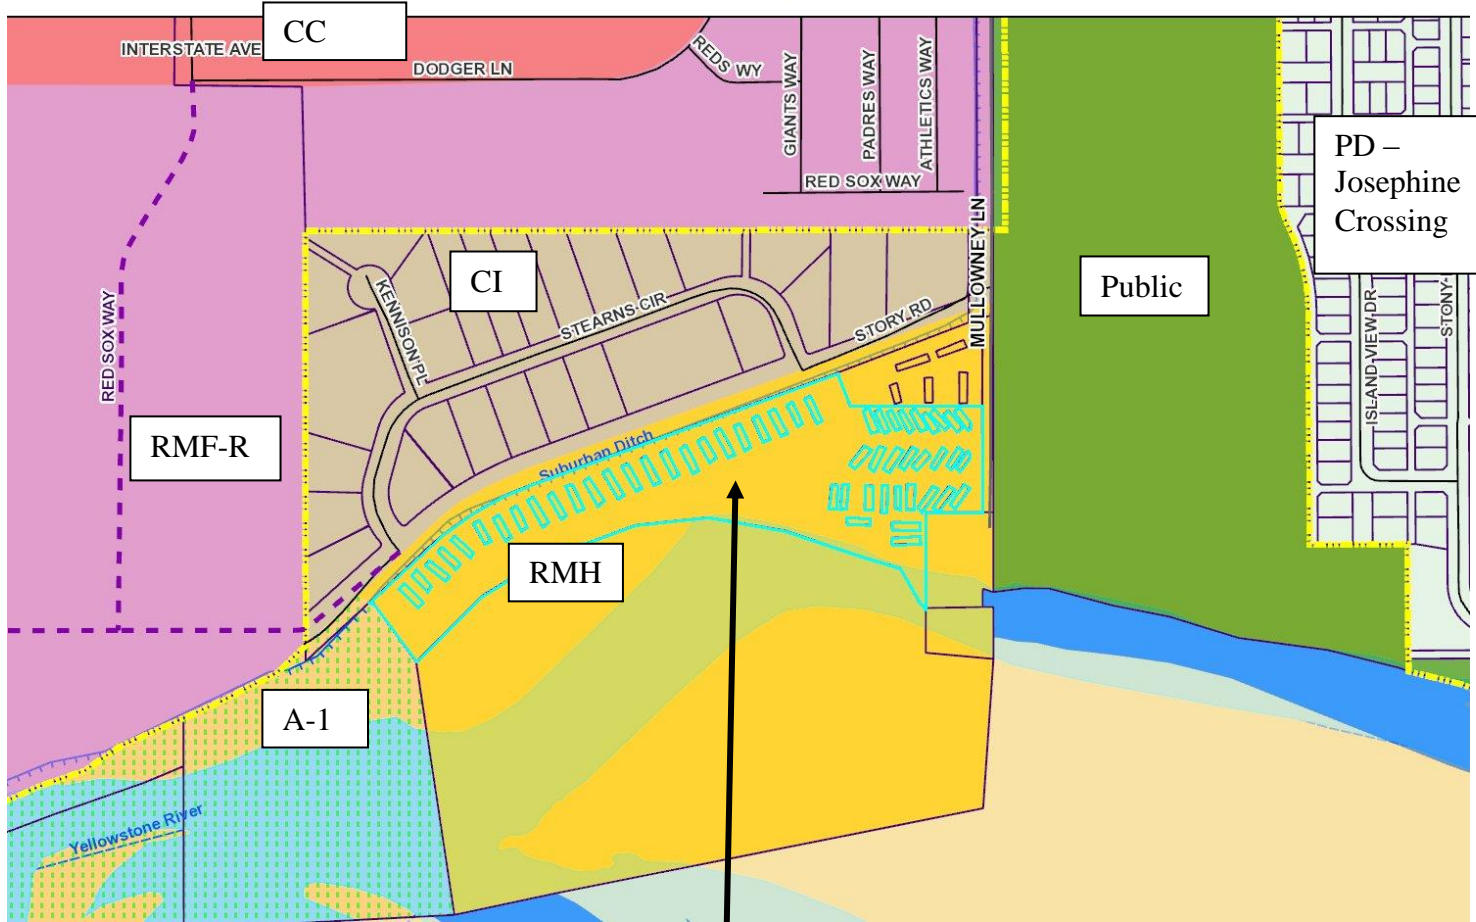 CC
INTERSTATE AVE
DODGER LN
REDS WY
GIANTS WAY
PADRES WAY
ATHLETICS WAY
RED SOX WAY
PD –
Josephine
Crossing
MULLOWNEY LN
CI
Public
KENNISON PL
STEARNS CIR
STORY RD
RED SOX WAY
ISLAND VIEW DR
STONY
RMF-R
Suburban Ditch
RMH
A-1
Yellowstone River